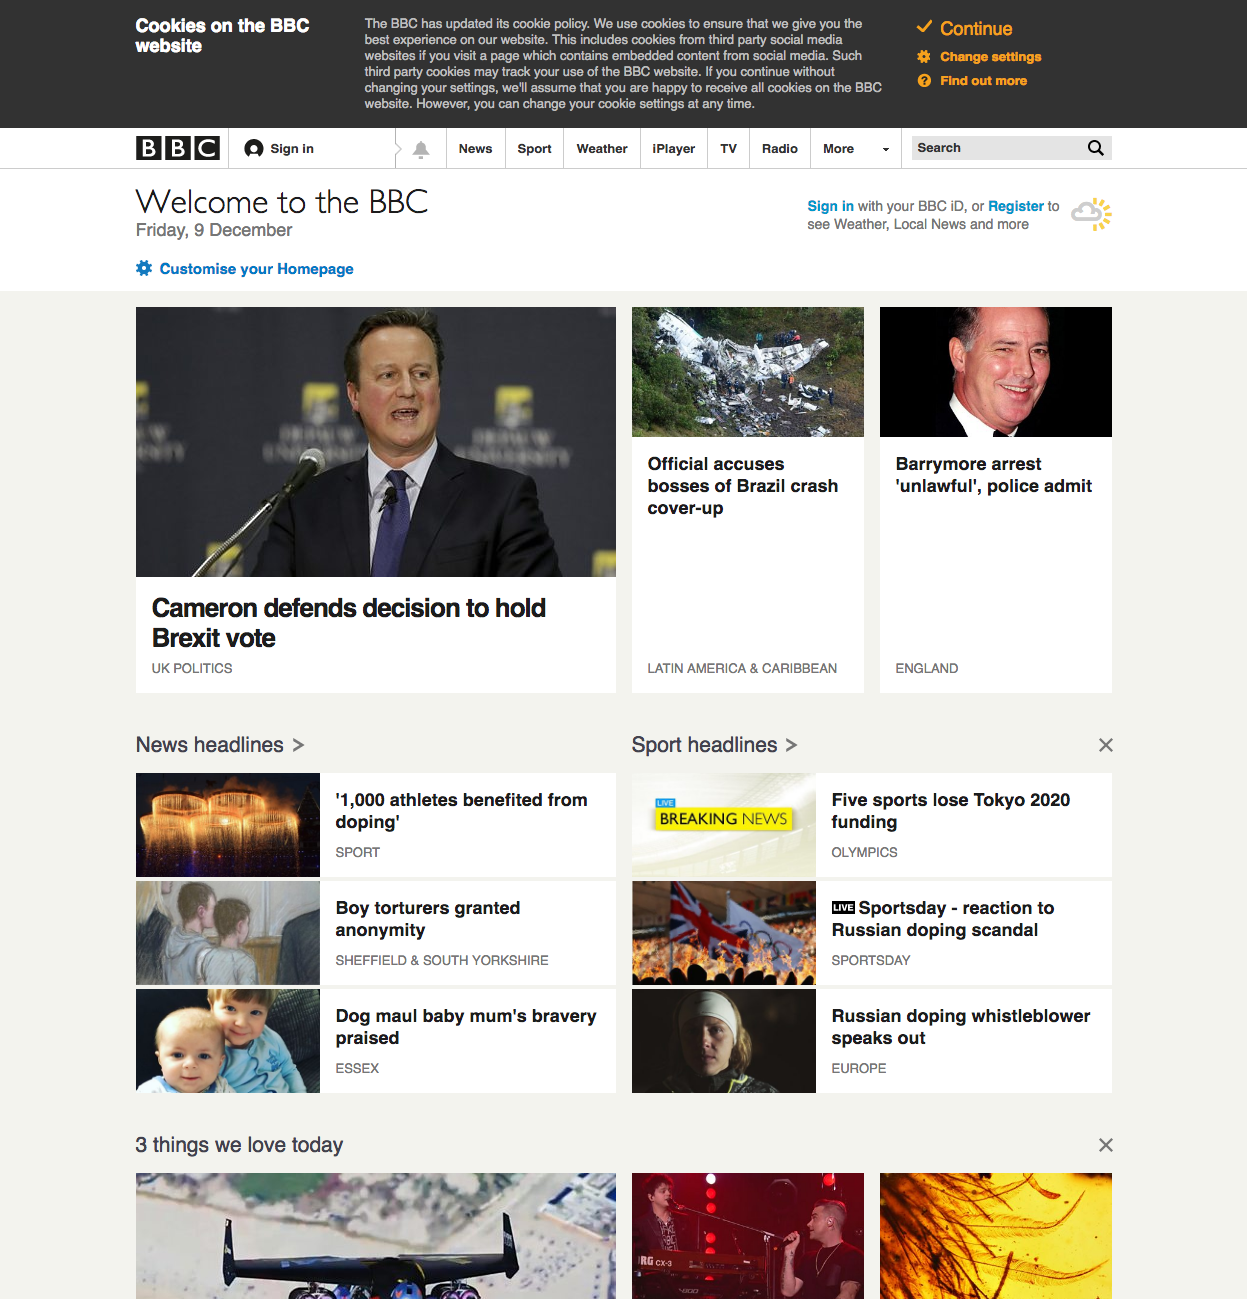 Cookies on the BBC
website
The BBC has updated its cookie policy. We use cookies to ensure that we give you the
best experience on our website. This includes cookies from third party social media
websites if you visit a page which contains embedded content from social media. Such
third party cookies may track your use of the BBC website. If you continue without
changing your settings, we'll assume that you are happy to receive all cookies on the BBC
website. However, you can change your cookie settings at any time.
Continue
Change settings
Find out more
BBC Sign in News Sport Weather iPlayer TV Radio More Search
Welcome to the BBC
Friday, 9 December
Sign in with your BBC iD, or Register to
see Weather, Local News and more
Customise your Homepage
DEPAUW
UNIVERSITY
Cameron defends decision to hold
Brexit vote
UK POLITICS
Official accuses
bosses of Brazil crash
cover-up
LATIN AMERICA & CARIBBEAN
Barrymore arrest
'unlawful', police admit
ENGLAND
News headlines >
'1,000 athletes benefited from
doping'
SPORT
Boy torturers granted
anonymity
SHEFFIELD & SOUTH YORKSHIRE
Dog maul baby mum's bravery
praised
ESSEX
Sport headlines >
LIVE
BREAKING NEWS
Five sports lose Tokyo 2020
funding
OLYMPICS
LIVE Sportsday - reaction to
Russian doping scandal
SPORTSDAY
Russian doping whistleblower
speaks out
EUROPE
3 things we love today
RG CX-3